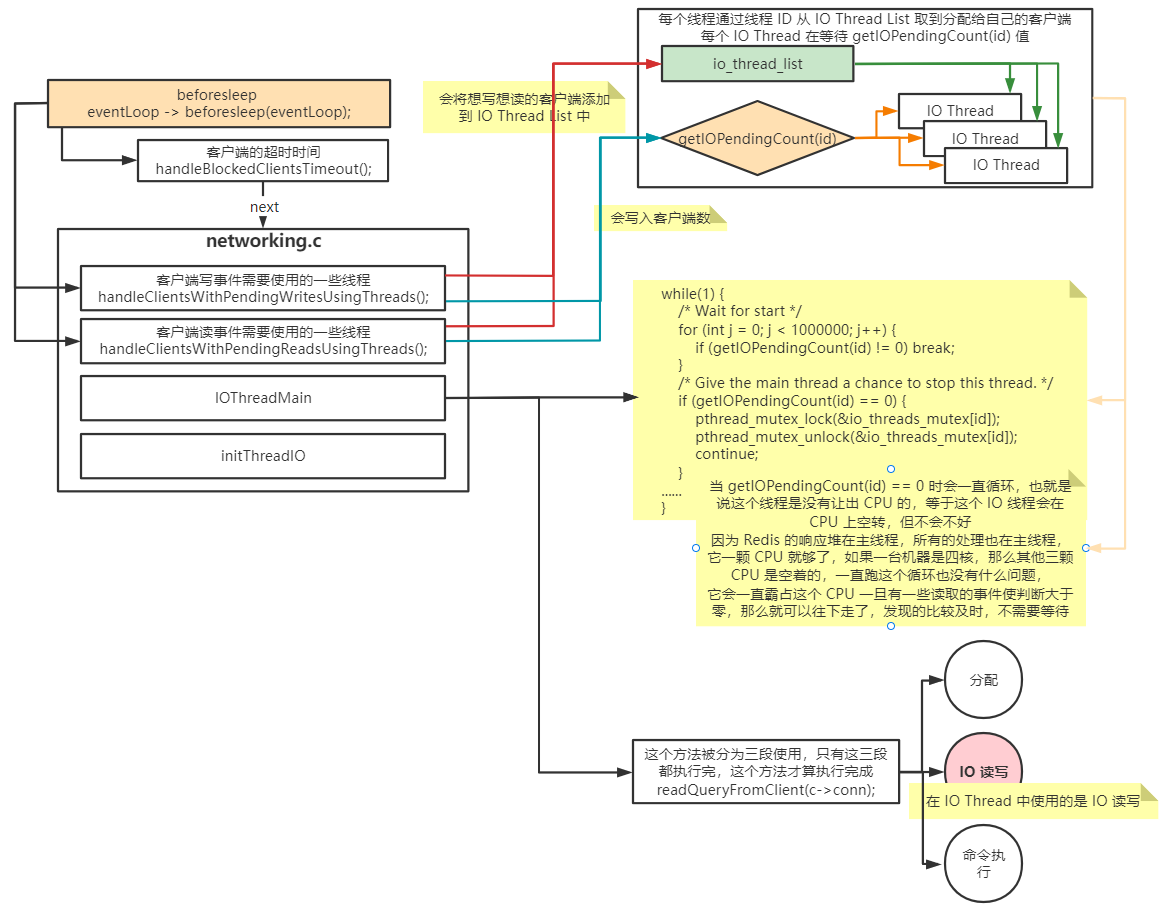 每个线程通过线程 ID 从 IO Thread List 取到分配给自己的客户端
每个 IO Thread 在等待 getIOPendingCount(id) 值
io_thread_list
getIOPendingCount(id)
IO Thread
IO Thread
IO Thread
beforesleep
eventLoop -> beforesleep(eventLoop);
会将想写想读的客户端添加
到 IO Thread List 中
客户端的超时时间
handleBlockedClientsTimeout();
next
会写入客户端数
networking.c
客户端写事件需要使用的一些线程
handleClientsWithPendingWritesUsingThreads();
客户端读事件需要使用的一些线程
handleClientsWithPendingReadsUsingThreads();
IOThreadMain
initThreadIO
while(1) {
/* Wait for start */
for (int j = 0; j < 1000000; j++) {
if (getIOPendingCount(id) != 0) break;
}
/* Give the main thread a chance to stop this thread. */
if (getIOPendingCount(id) == 0) {
pthread_mutex_lock(&io_threads_mutex[id]);
pthread_mutex_unlock(&io_threads_mutex[id]);
continue;
}
......
}
当 getIOPendingCount(id) == 0 时会一直循环，也就是
说这个线程是没有让出 CPU 的，等于这个 IO 线程会在
CPU 上空转，但不会不好
因为 Redis 的响应堆在主线程，所有的处理也在主线程，
它一颗 CPU 就够了，如果一台机器是四核，那么其他三颗
CPU 是空着的，一直跑这个循环也没有什么问题，
它会一直霸占这个 CPU 一旦有一些读取的事件使判断大于
零，那么就可以往下走了，发现的比较及时，不需要等待
这个方法被分为三段使用，只有这三段
都执行完，这个方法才算执行完成
readQueryFromClient(c->conn);
分配
IO 读写
在 IO Thread 中使用的是 IO 读写
命令执
行